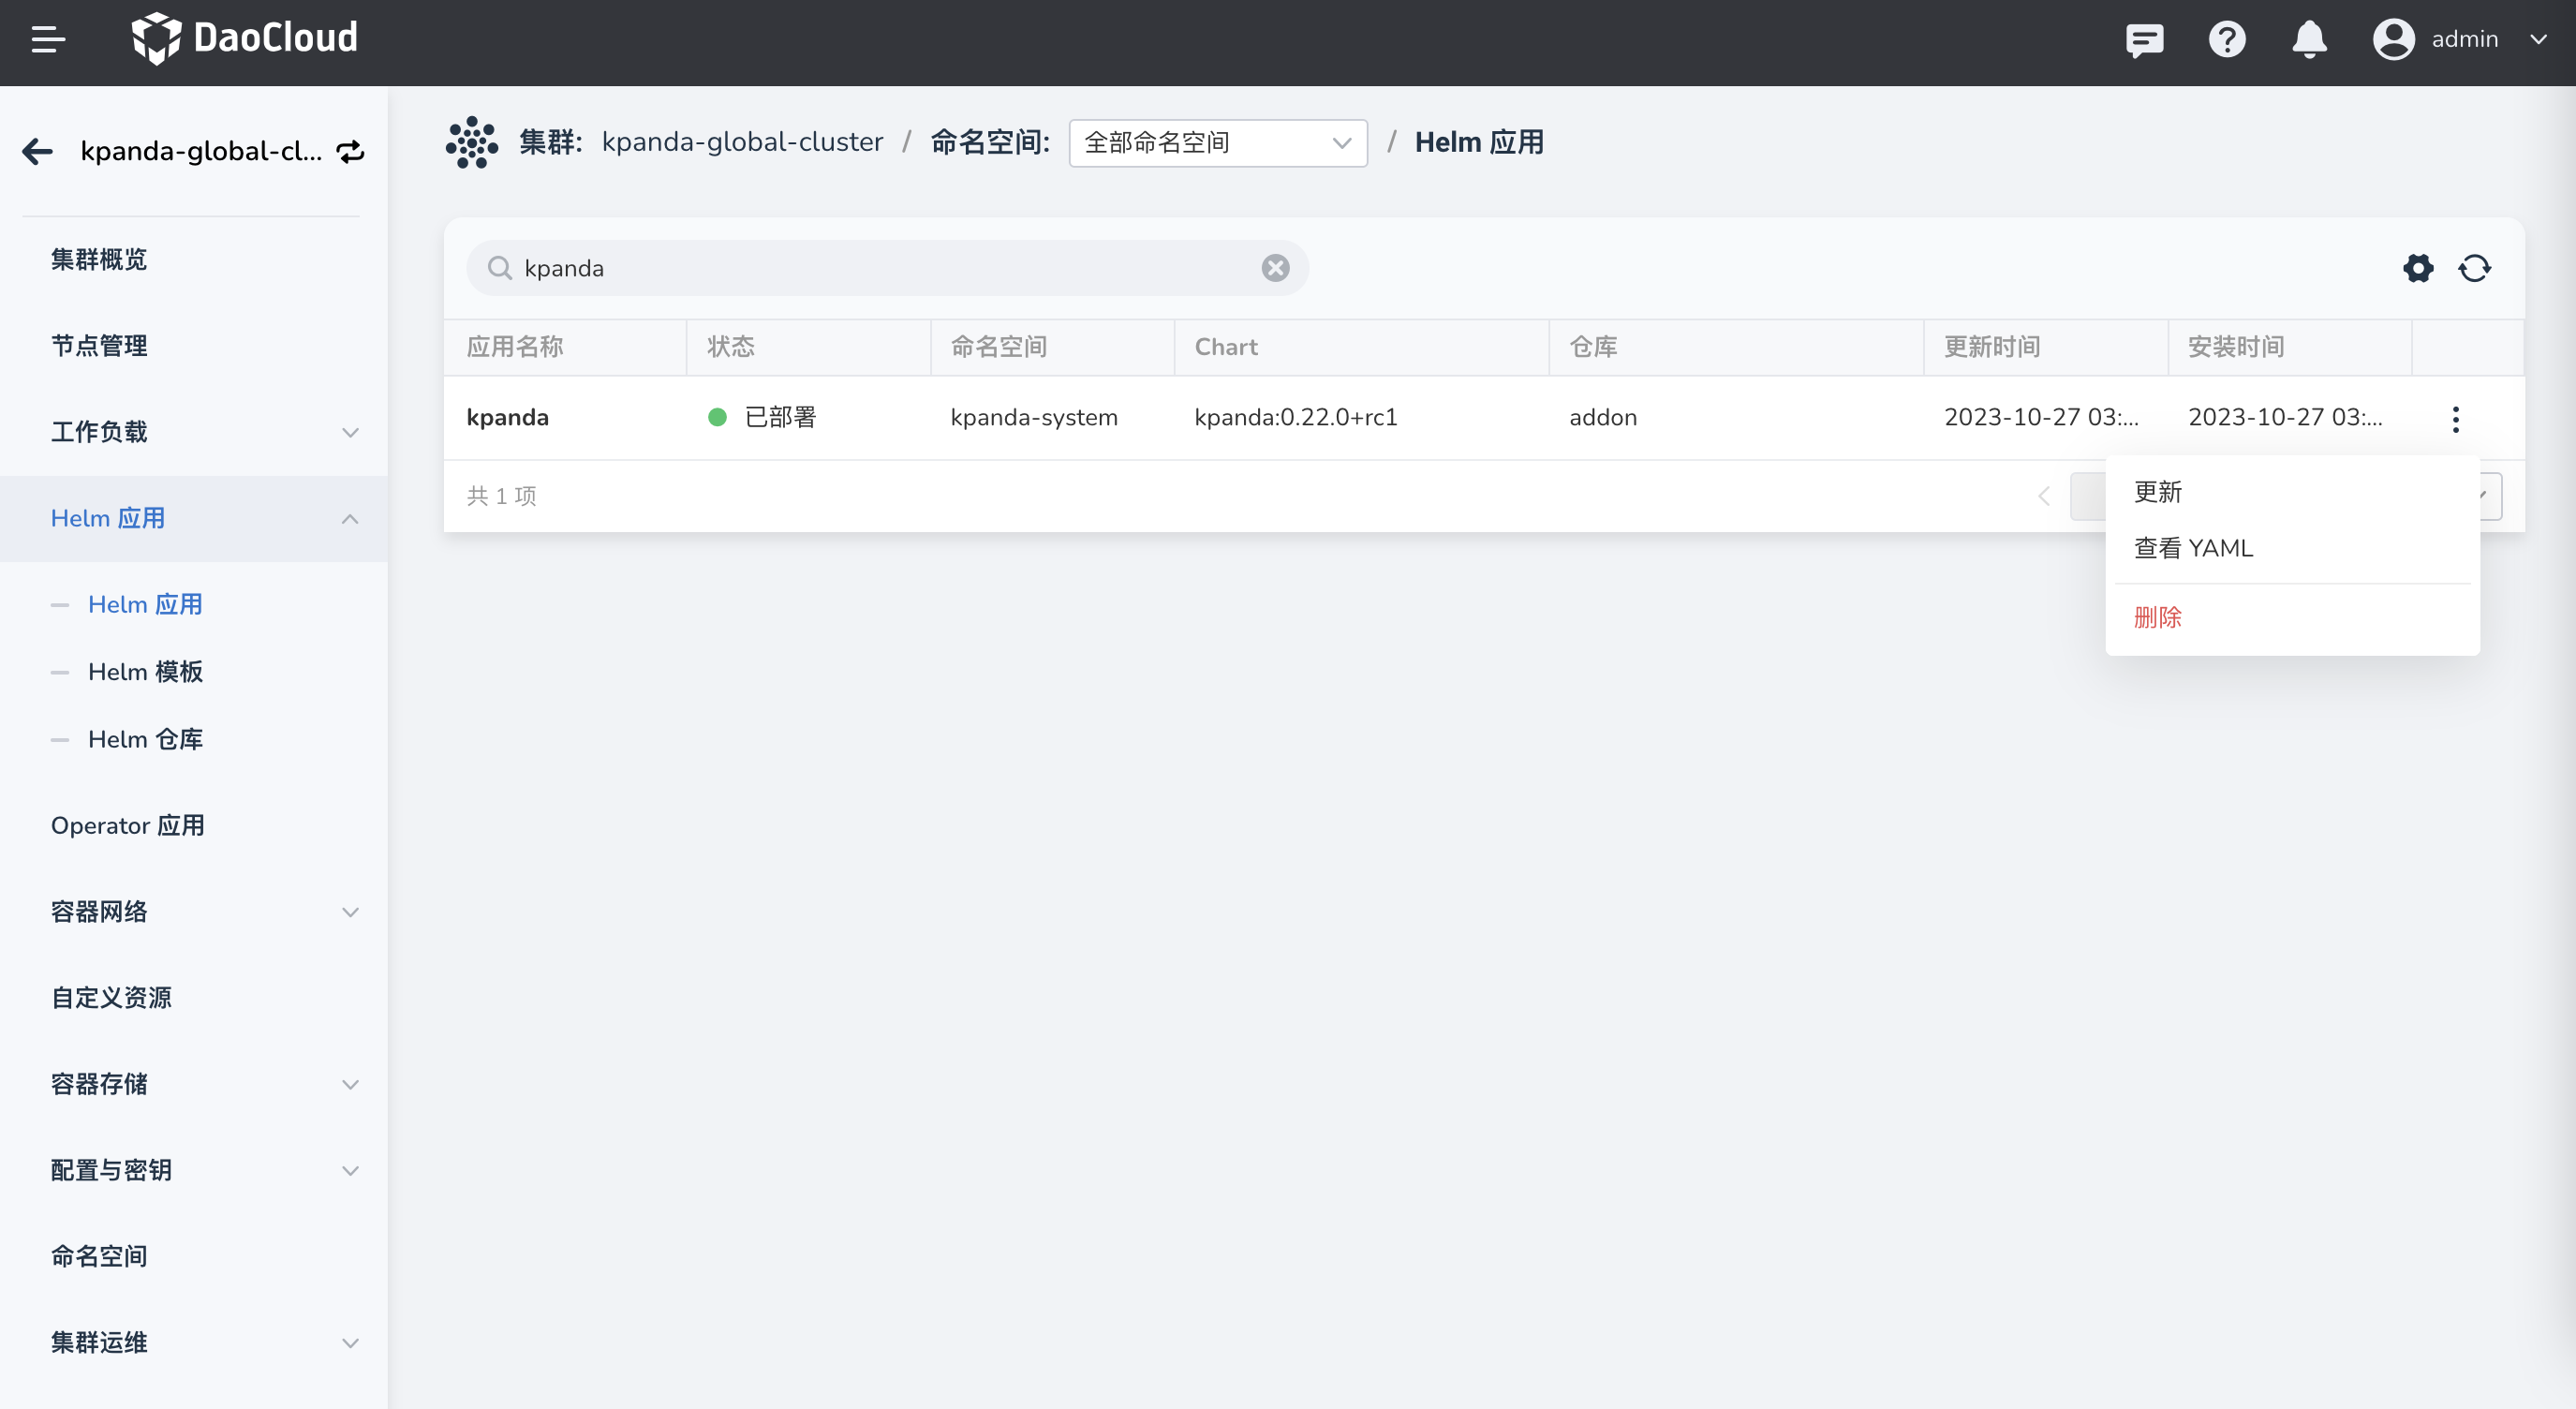 DaoCloud
admin
kpanda-global-cl...
集群概览
节点管理
工作负载
Helm 应用
Helm 应用
Helm 模板
Helm 仓库
Operator 应用
容器网络
自定义资源
容器存储
配置与密钥
命名空间
集群运维
集群: kpanda-global-cluster / 命名空间: 全部命名空间 / Helm 应用
kpanda
应用名称 状态 命名空间 Chart 仓库 更新时间 安装时间
kpanda 已部署 kpanda-system kpanda:0.22.0+rc1 addon 2023-10-27 03:... 2023-10-27 03:...
共 1 项
更新
查看 YAML
删除